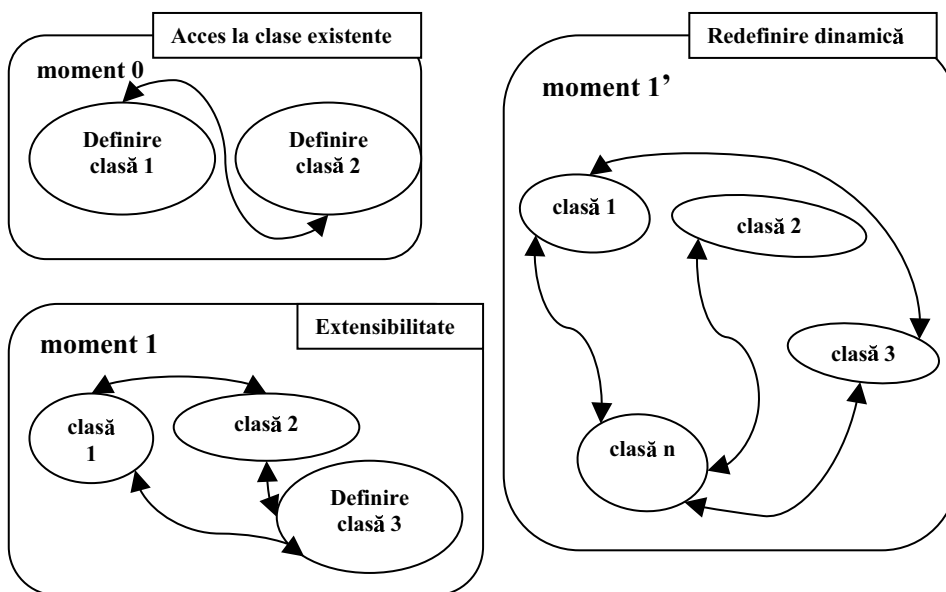 Acces la clase existente
moment 0
Definire
clasă 1
Definire
clasă 2
Extensibilitate
moment 1
clasă
1
clasă 2
Definire
clasă 3
Redefinire dinamică
moment 1’
clasă 1
clasă 2
clasă 3
clasă n